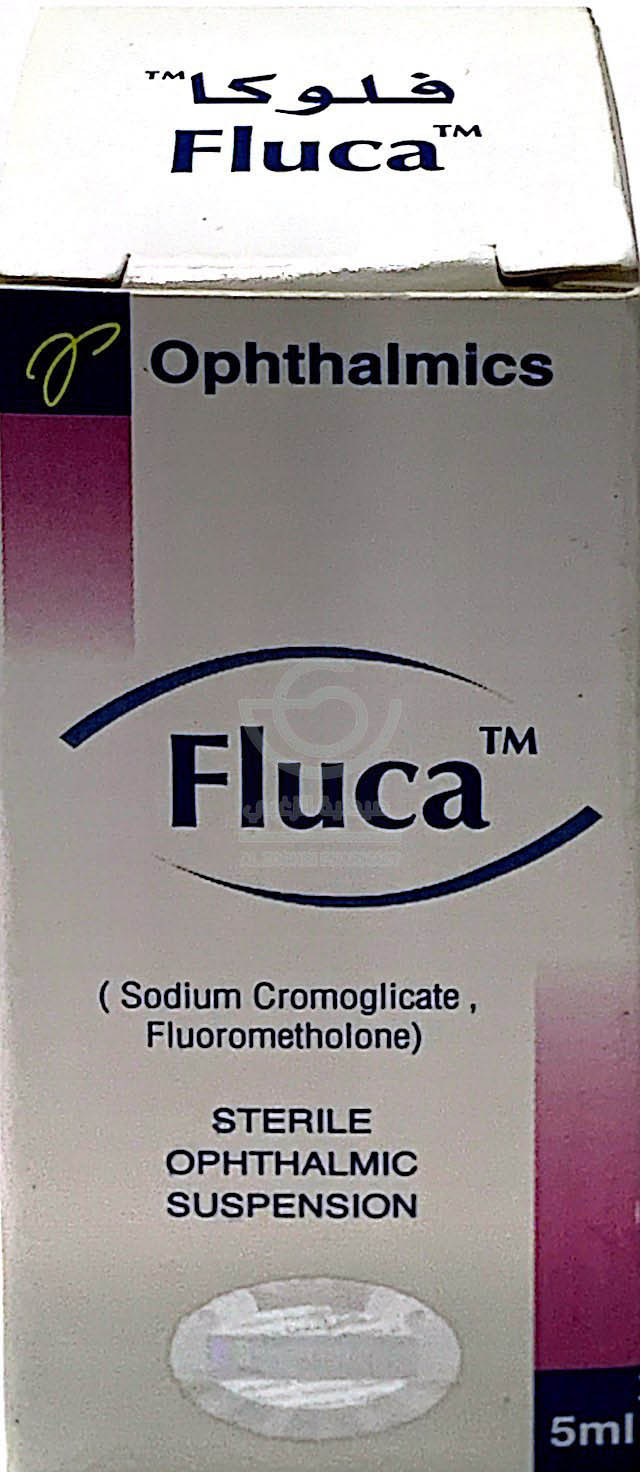 فلوكا™
Fluca™
Ophthalmics
Fluca™
( Sodium Cromoglicate ,
Fluorometholone)
STERILE
OPHTHALMIC
SUSPENSION
5ml